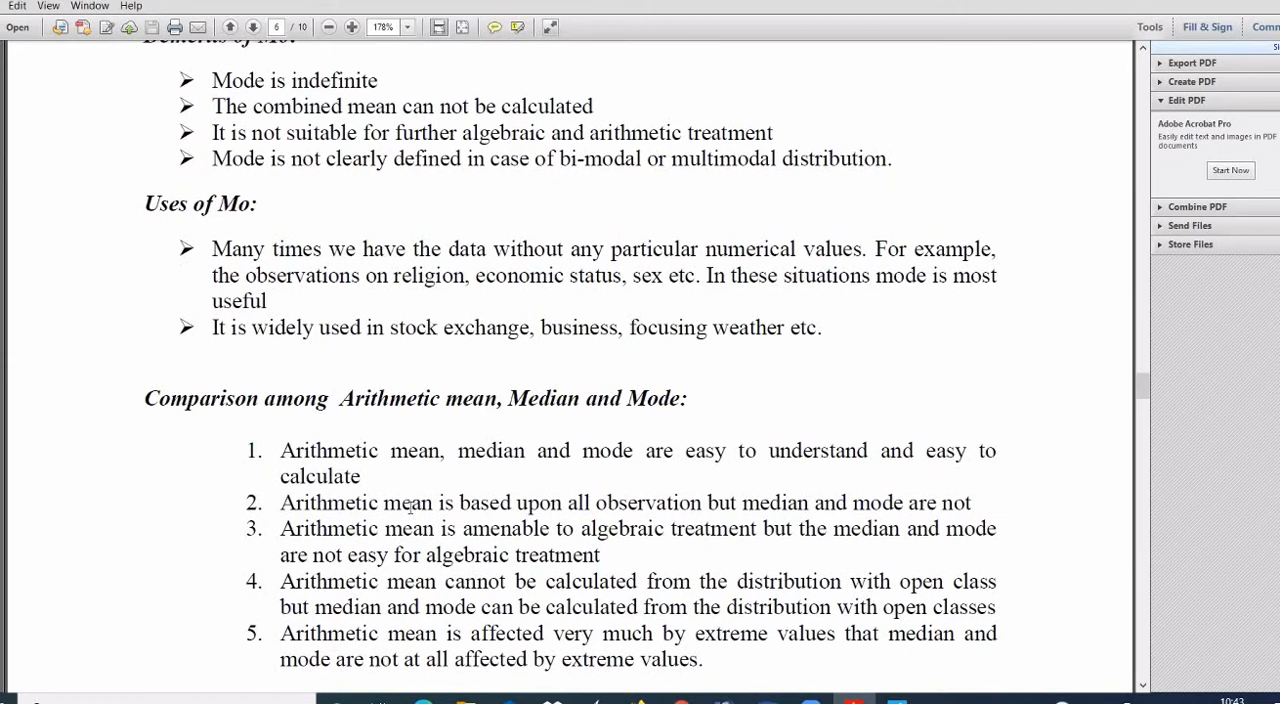 Edit View Window Help
Open 6 / 10 178% Tools Fill & Sign
Demerits of Mo:
➢ Mode is indefinite
➢ The combined mean can not be calculated
➢ It is not suitable for further algebraic and arithmetic treatment
➢ Mode is not clearly defined in case of bi-modal or multimodal distribution.
Uses of Mo:
➢ Many times we have the data without any particular numerical values. For example,
the observations on religion, economic status, sex etc. In these situations mode is most
useful
➢ It is widely used in stock exchange, business, focusing weather etc.
Comparison among Arithmetic mean, Median and Mode:
1. Arithmetic mean, median and mode are easy to understand and easy to
calculate
2. Arithmetic mean is based upon all observation but median and mode are not
3. Arithmetic mean is amenable to algebraic treatment but the median and mode
are not easy for algebraic treatment
4. Arithmetic mean cannot be calculated from the distribution with open class
but median and mode can be calculated from the distribution with open classes
5. Arithmetic mean is affected very much by extreme values that median and
mode are not at all affected by extreme values.
Export PDF
Create PDF
Edit PDF
Adobe Acrobat Pro
Easily edit text and images in PDF
documents
Start Now
Combine PDF
Send Files
Store Files
10:43